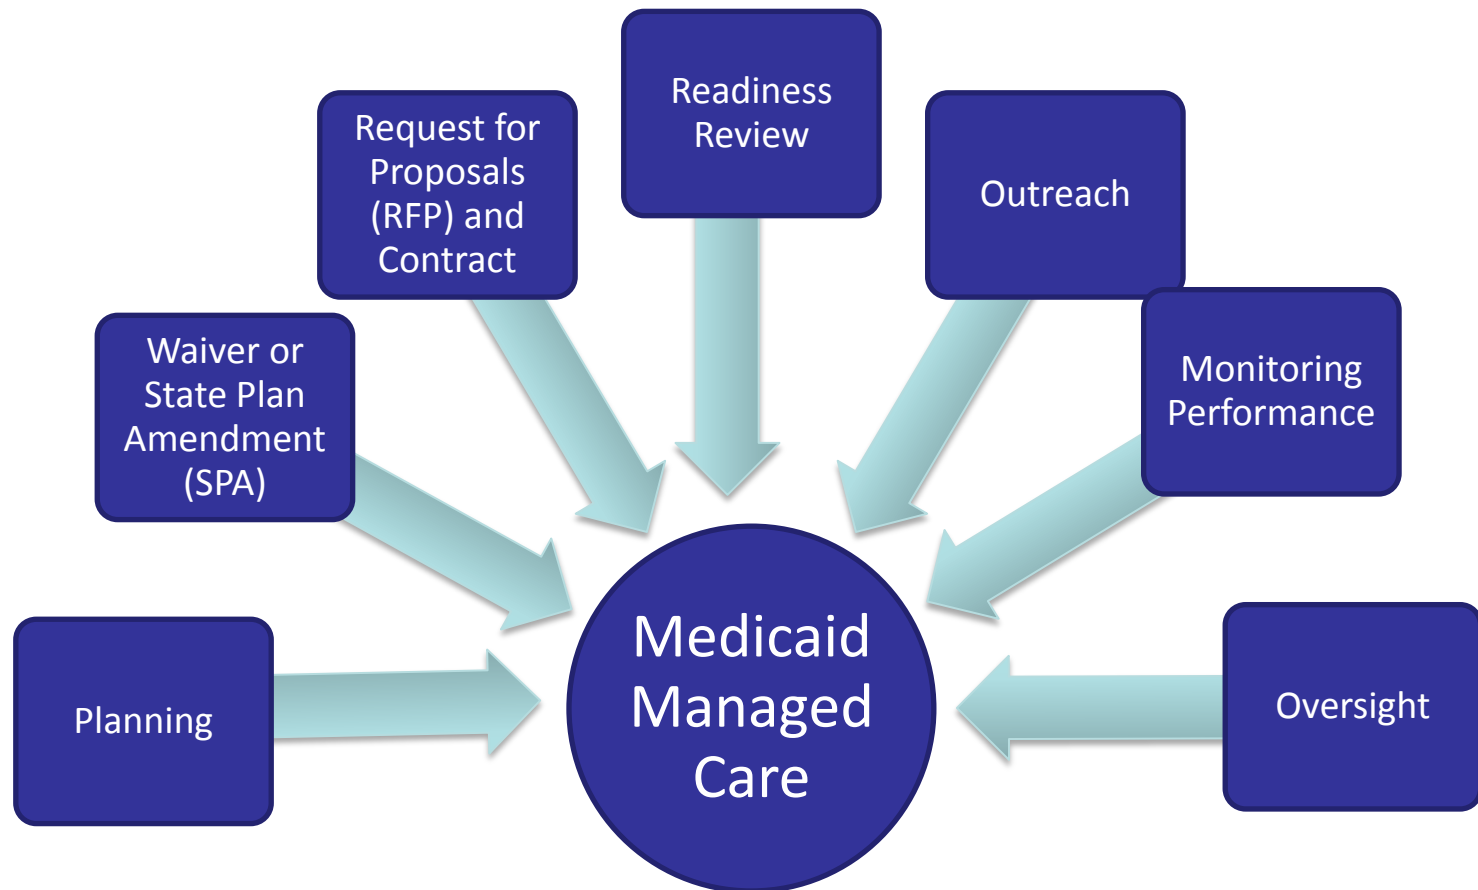 Planning
Waiver or
State Plan
Amendment
(SPA)
Request for
Proposals
(RFP) and
Contract
Readiness
Review
Outreach
Monitoring
Performance
Oversight
Medicaid
Managed
Care